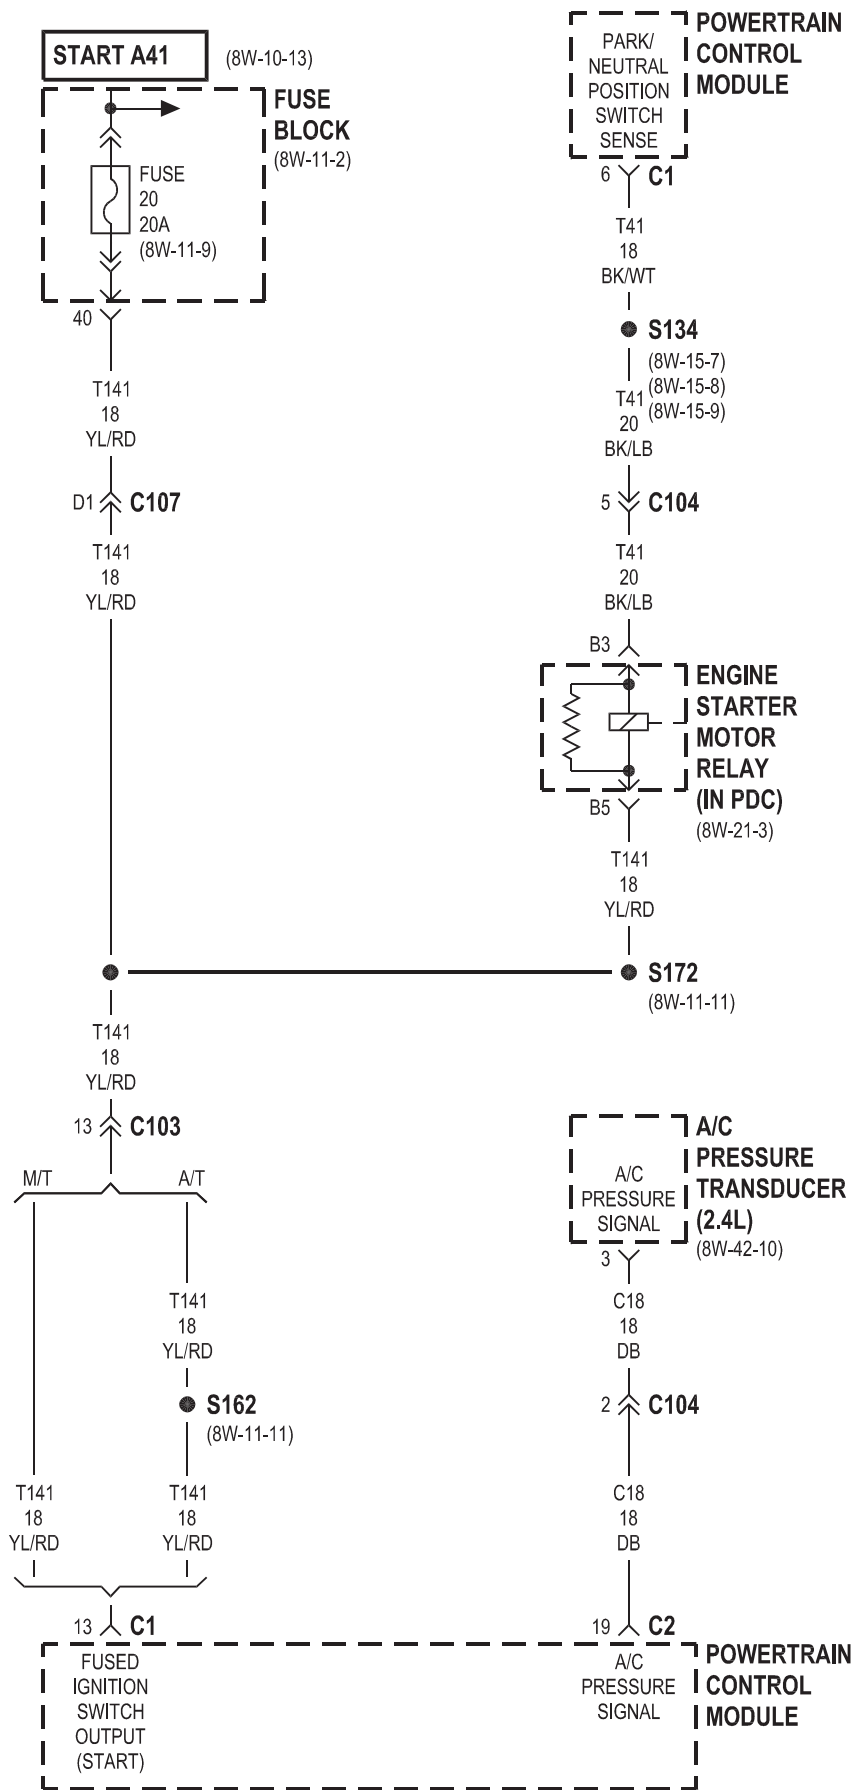 START A41
(8W-10-13)
FUSE
BLOCK
(8W-11-2)
FUSE
20
20A
(8W-11-9)
40
T141
18
YL/RD
D1
C107
T141
18
YL/RD
T141
18
YL/RD
13
C103
M/T
A/T
T141
18
YL/RD
S162
(8W-11-11)
T141
18
YL/RD
T141
18
YL/RD
13
C1
FUSED
IGNITION
SWITCH
OUTPUT
(START)
PARK/
NEUTRAL
POSITION
SWITCH
SENSE
POWERTRAIN
CONTROL
MODULE
6
C1
T41
18
BK/WT
S134
(8W-15-7)
(8W-15-8)
(8W-15-9)
T41
20
BK/LB
5
C104
T41
20
BK/LB
B3
ENGINE
STARTER
MOTOR
RELAY
(IN PDC)
(8W-21-3)
B5
T141
18
YL/RD
S172
(8W-11-11)
A/C
PRESSURE
SIGNAL
A/C
PRESSURE
TRANSDUCER
(2.4L)
(8W-42-10)
3
C18
18
DB
2
C104
C18
18
DB
19
C2
A/C
PRESSURE
SIGNAL
POWERTRAIN
CONTROL
MODULE